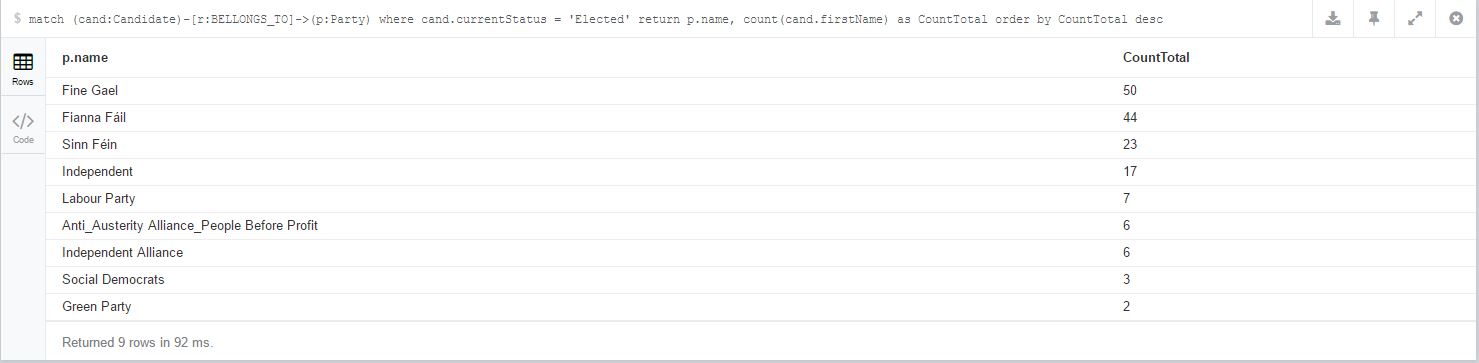 $ match (cand:Candidate)-[r:BELONGS_TO]->(p:Party) where cand.currentStatus = 'Elected' return p.name, count(cand.firstName) as CountTotal order by CountTotal desc
Rows
Code
p.name CountTotal
Fine Gael 50
Fianna Fáil 44
Sinn Féin 23
Independent 17
Labour Party 7
Anti_Austerity Alliance_People Before Profit 6
Independent Alliance 6
Social Democrats 3
Green Party 2
Returned 9 rows in 92 ms.